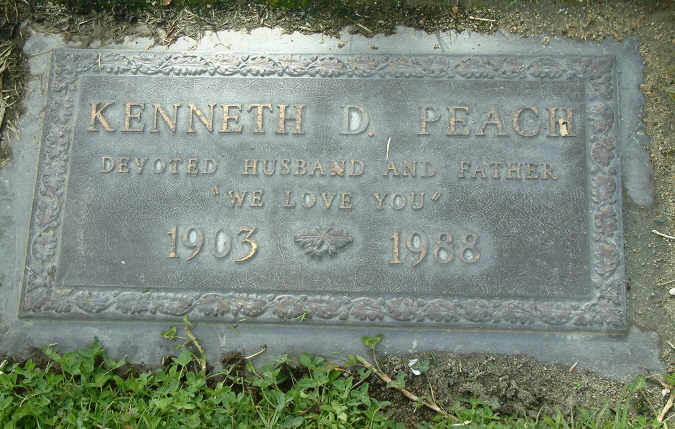 KENNETH D. PEACH
DEVOTED HUSBAND AND FATHER
"WE LOVE YOU"
1903 1988